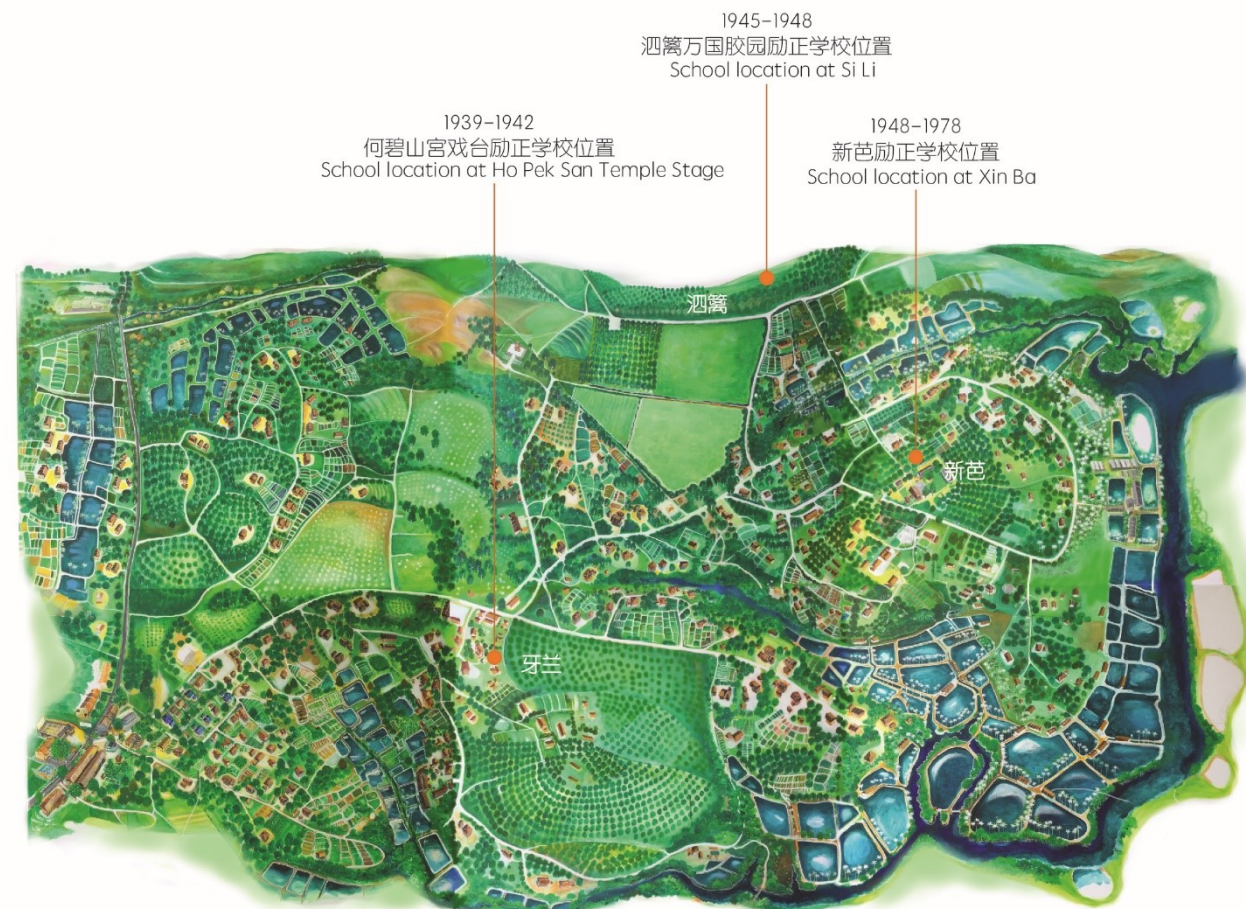 1945-1948
泗篱万国胶园励正学校位置
School location at Si Li
1939-1942
何碧山宫戏台励正学校位置
School location at Ho Pek San Temple Stage
1948-1978
新芭励正学校位置
School location at Xin Ba
泗篱
新芭
牙兰